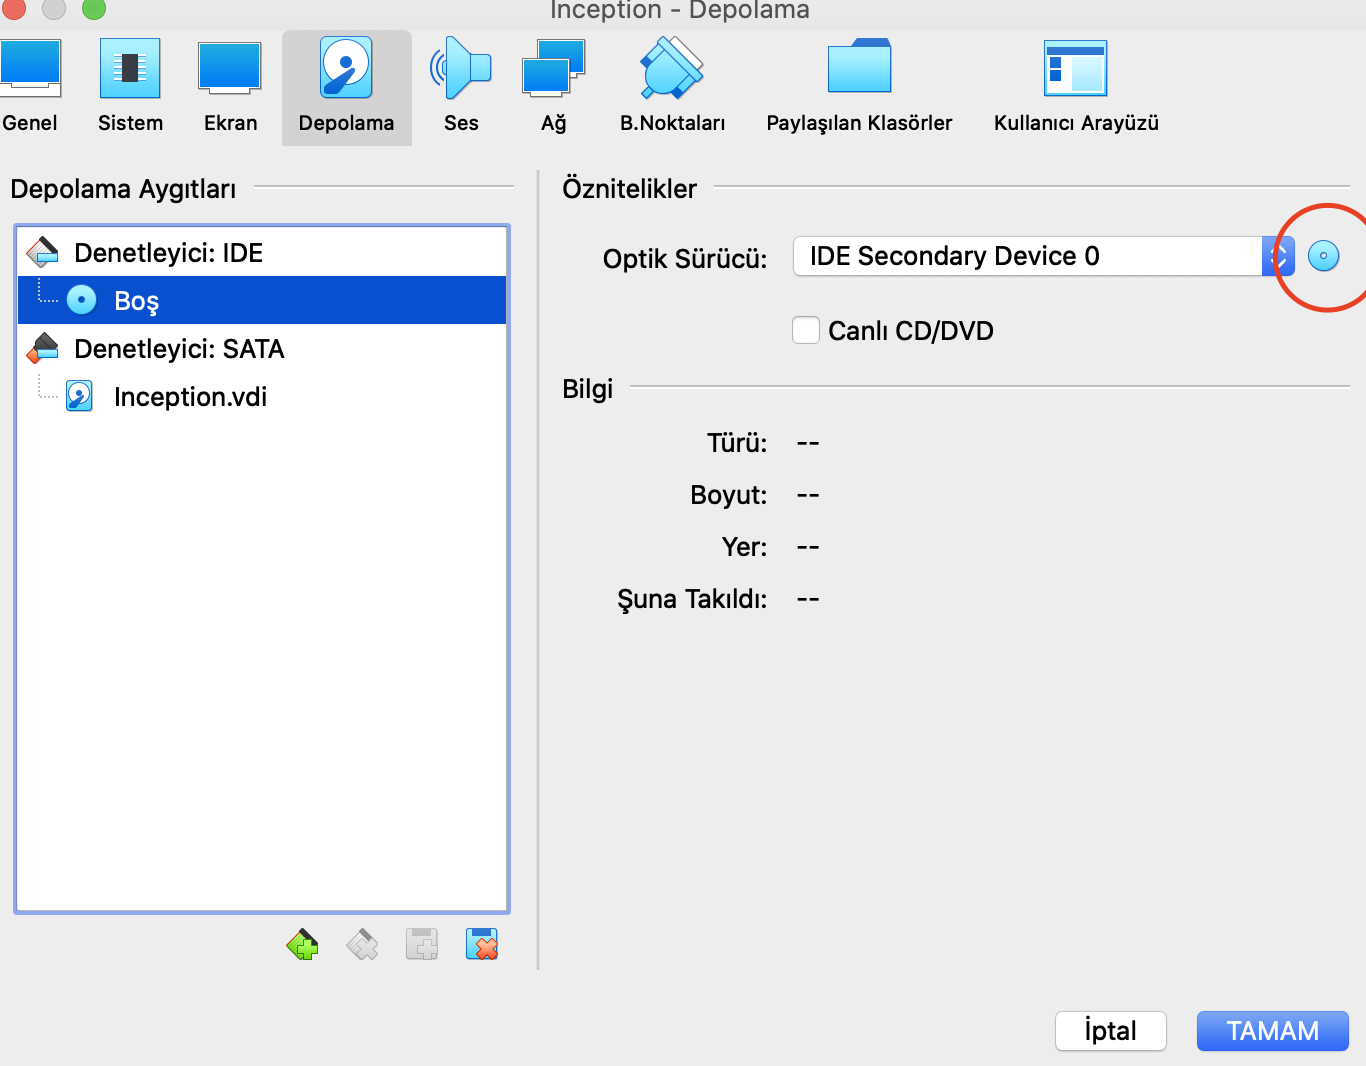 Inception - Depolama
Genel
Sistem
Ekran
Depolama
Ses
Ağ
B.Noktaları
Paylaşılan Klasörler
Kullanıcı Arayüzü
Depolama Aygıtları
Denetleyici: IDE
Boş
Denetleyici: SATA
Inception.vdi
Öznitelikler
Optik Sürücü: IDE Secondary Device 0
Canlı CD/DVD
Bilgi
Türü: --
Boyut: --
Yer: --
Şuna Takıldı: --
İptal
TAMAM